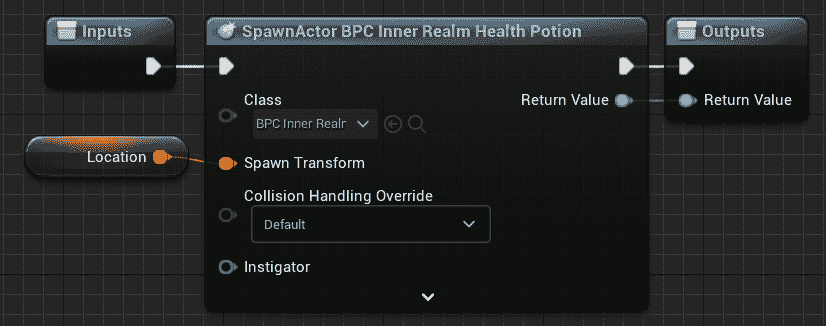 Inputs
SpawnActor BPC Inner Realm Health Potion
Outputs
Class
BPC Inner Realr
Return Value
Return Value
Location
Spawn Transform
Collision Handling Override
Default
Instigator